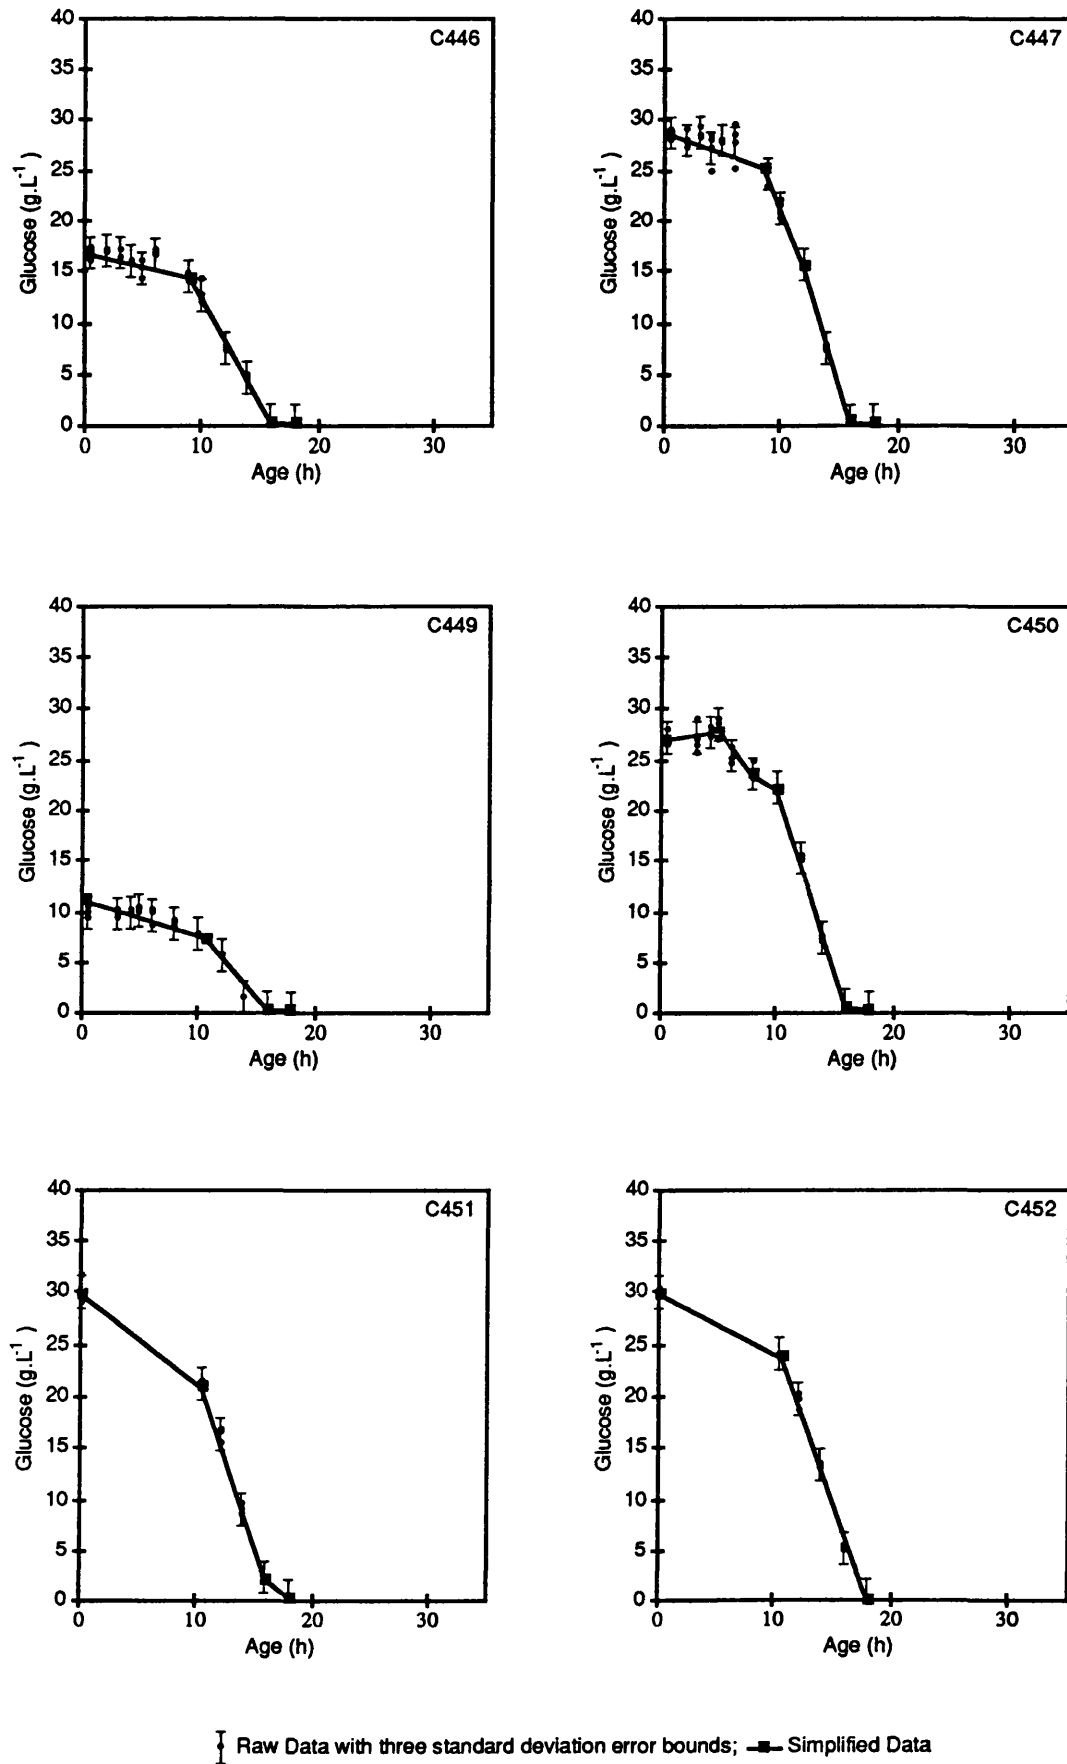 C446
40
35
30
25
20
15
10
5
0
Glucose (g.L-1)
0 10 20 30
Age (h)
C447
40
35
30
25
20
15
10
5
0
Glucose (g.L-1)
0 10 20 30
Age (h)
C449
40
35
30
25
20
15
10
5
0
Glucose (g.L-1)
0 10 20 30
Age (h)
C450
40
35
30
25
20
15
10
5
0
Glucose (g.L-1)
0 10 20 30
Age (h)
C451
40
35
30
25
20
15
10
5
0
Glucose (g.L-1)
0 10 20 30
Age (h)
C452
40
35
30
25
20
15
10
5
0
Glucose (g.L-1)
0 10 20 30
Age (h)
Raw Data with three standard deviation error bounds; Simplified Data